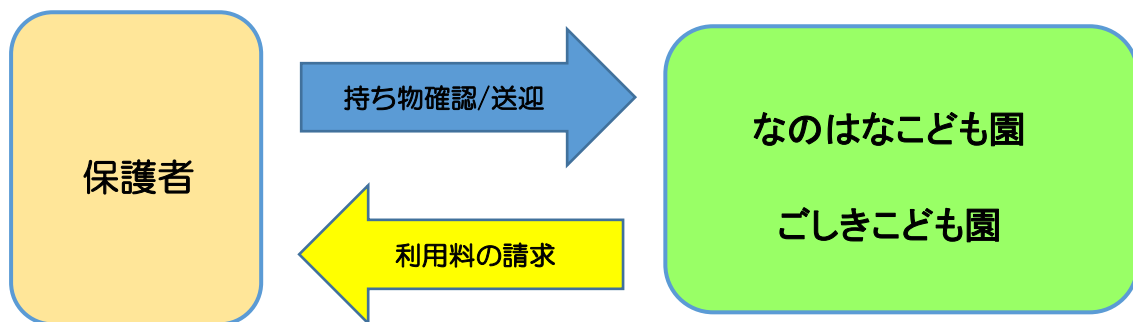 保護者
持ち物確認/送迎
利用料の請求
なのはなこども園
ごしきこども園